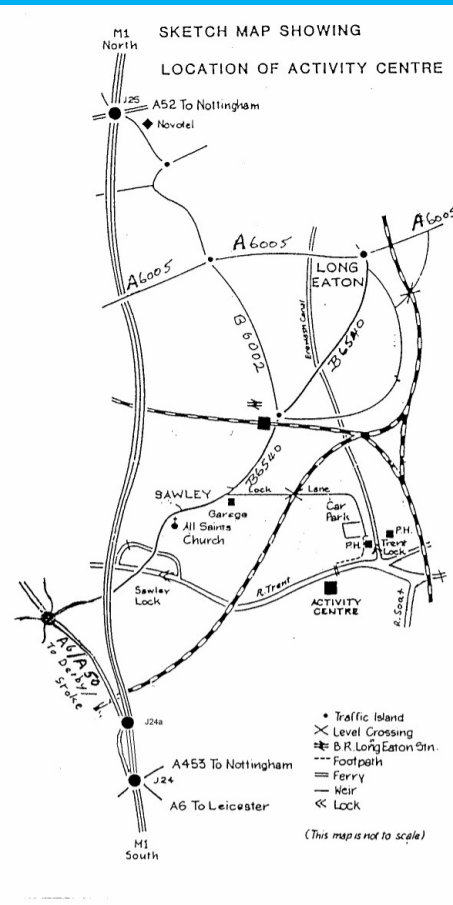 M1
North
SKETCH MAP SHOWING
LOCATION OF ACTIVITY CENTRE
J25
A52 To Nottingham
Novotel
A6005
A6005
A6005
LONG
EATON
B6002
Erewash Canal
B6540
B6540
SAWLEY
Lock Lane
Garage
All Saints
Church
Car
Park
P.H.
P.H.
Trent
Lock
Sawley
Lock
R.Trent
ACTIVITY
CENTRE
R. Soat
A6/A50
To Derby/
Stoke
J24a
J24
A453 To Nottingham
A6 To Leicester
M1
South
Traffic Island
Level Crossing
B.R. Long Eaton Stn.
Footpath
Ferry
Weir
Lock
(This map is not to scale)